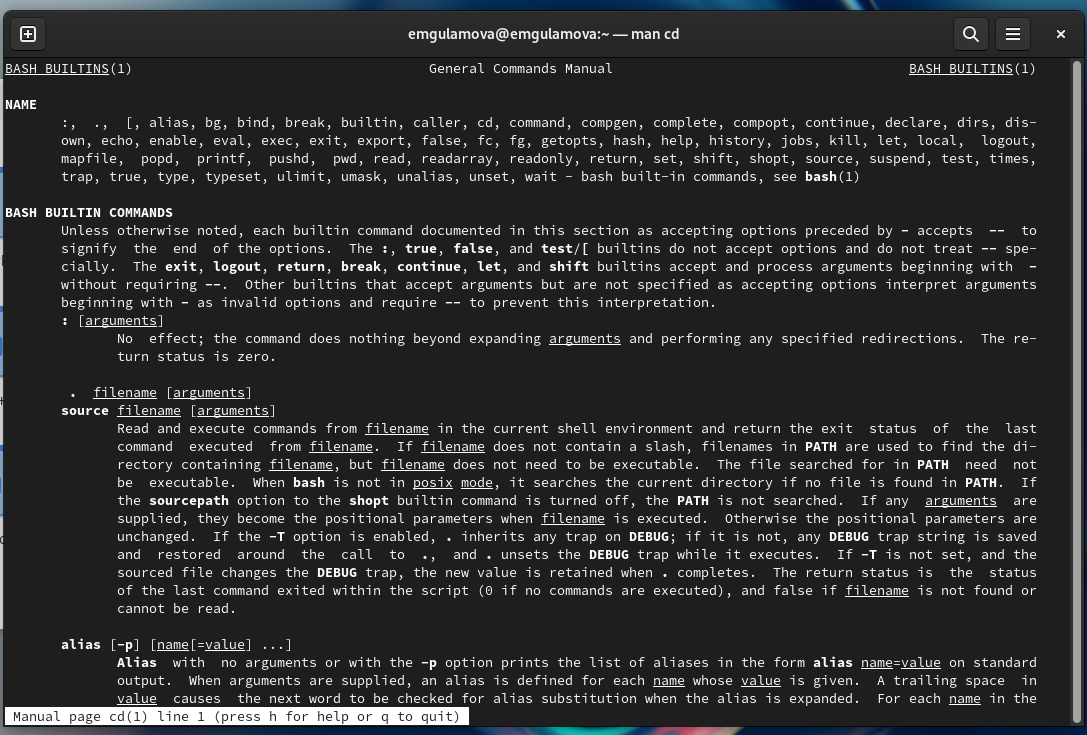 emgulamova@emgulamova:~ — man cd
BASH_BUILTINS(1) General Commands Manual BASH_BUILTINS(1)
NAME
:, ., [, alias, bg, bind, break, builtin, caller, cd, command, compgen, complete, compopt, continue, declare, dirs, dis-
own, echo, enable, eval, exec, exit, export, false, fc, fg, getopts, hash, help, history, jobs, kill, let, local, logout,
mapfile, popd, printf, pushd, pwd, read, readarray, readonly, return, set, shift, shopt, source, suspend, test, times,
trap, true, type, typeset, ulimit, umask, unalias, unset, wait - bash built-in commands, see bash(1)
BASH BUILTIN COMMANDS
Unless otherwise noted, each builtin command documented in this section as accepting options preceded by - accepts -- to
signify the end of the options. The :, true, false, and test/[ builtins do not accept options and do not treat -- spe-
cially. The exit, logout, return, break, continue, let, and shift builtins accept and process arguments beginning with -
without requiring --. Other builtins that accept arguments but are not specified as accepting options interpret arguments
beginning with - as invalid options and require -- to prevent this interpretation.
: [arguments]
No effect; the command does nothing beyond expanding arguments and performing any specified redirections. The re-
turn status is zero.
. filename [arguments]
source filename [arguments]
Read and execute commands from filename in the current shell environment and return the exit status of the last
command executed from filename. If filename does not contain a slash, filenames in PATH are used to find the di-
rectory containing filename, but filename does not need to be executable. The file searched for in PATH need not
be executable. When bash is not in posix mode, it searches the current directory if no file is found in PATH. If
the sourcepath option to the shopt builtin command is turned off, the PATH is not searched. If any arguments are
supplied, they become the positional parameters when filename is executed. Otherwise the positional parameters are
unchanged. If the -T option is enabled, . inherits any trap on DEBUG; if it is not, any DEBUG trap string is saved
and restored around the call to ., and . unsets the DEBUG trap while it executes. If -T is not set, and the
sourced file changes the DEBUG trap, the new value is retained when . completes. The return status is the status
of the last command exited within the script (0 if no commands are executed), and false if filename is not found or
cannot be read.
alias [-p] [name[=value] ...]
Alias with no arguments or with the -p option prints the list of aliases in the form alias name=value on standard
output. When arguments are supplied, an alias is defined for each name whose value is given. A trailing space in
value causes the next word to be checked for alias substitution when the alias is expanded. For each name in the
Manual page cd(1) line 1 (press h for help or q to quit)